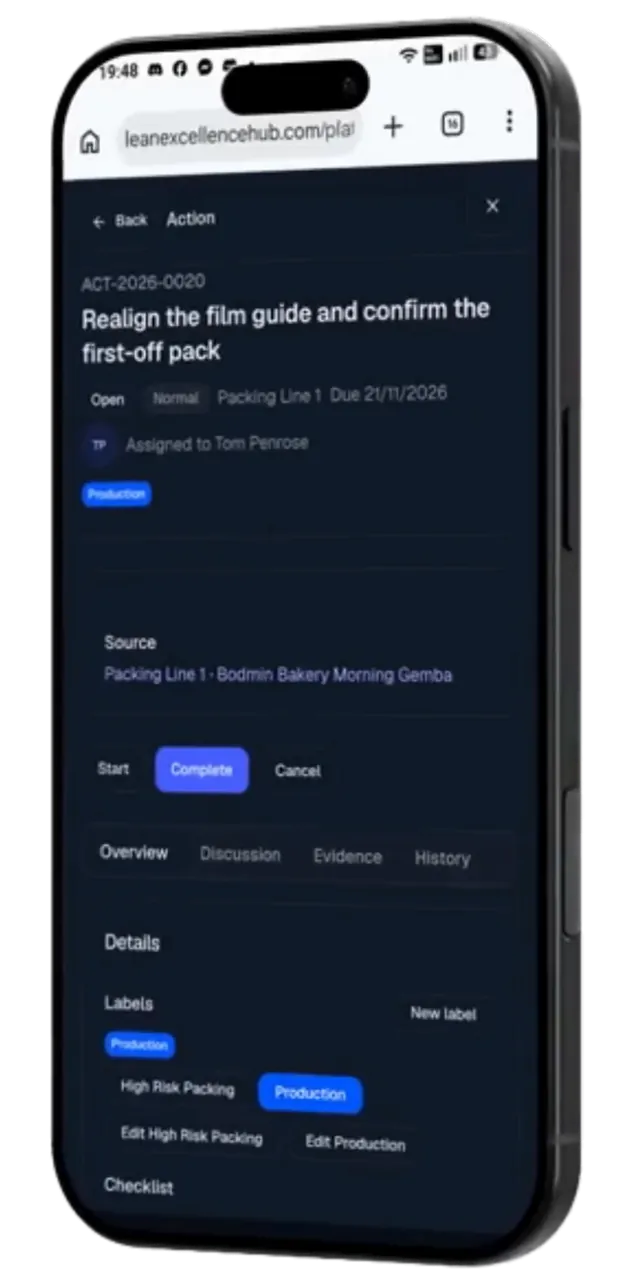 19:48
43
leanexcellencehub.com/pla
16
← Back Action
ACT-2026-0020
Realign the film guide and confirm the
first-off pack
Open Normal Packing Line 1 Due 21/11/2026
TP Assigned to Tom Penrose
Production
Source
Packing Line 1 · Bodmin Bakery Morning Gemba
Start Complete Cancel
Overview Discussion Evidence History
Details
Labels
New label
Production
High Risk Packing Production
Edit High Risk Packing Edit Production
Checklist